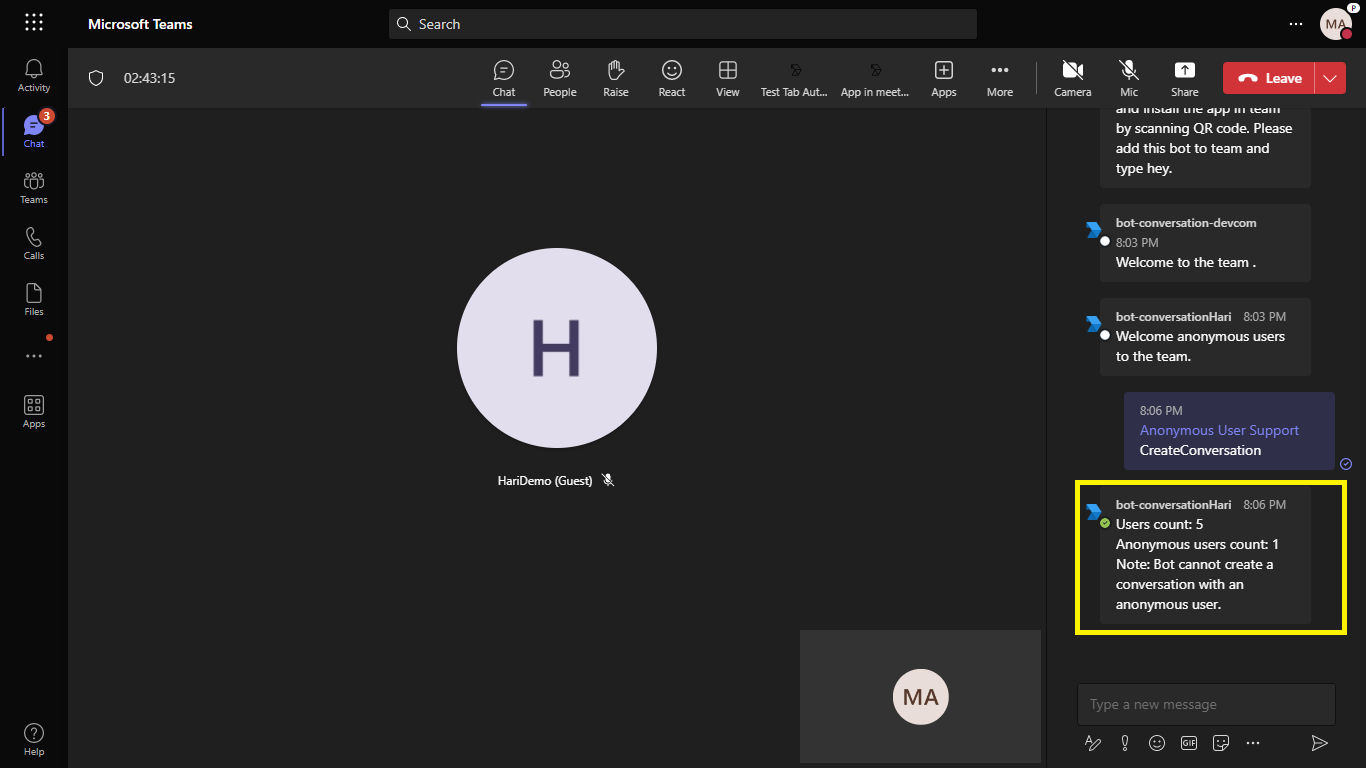 Microsoft Teams
Search
MA
P
Activity
3
Chat
Teams
Calls
Files
Apps
Help
02:43:15
Chat
People
Raise
React
View
Test Tab Aut...
App in meet...
Apps
More
Camera
Mic
Share
Leave
H
HariDemo (Guest)
MA
and install the app in team
by scanning QR code. Please
add this bot to team and
type hey.
bot-conversation-devcom
8:03 PM
Welcome to the team .
bot-conversationHari 8:03 PM
Welcome anonymous users
to the team.
8:06 PM
Anonymous User Support
CreateConversation
bot-conversationHari 8:06 PM
Users count: 5
Anonymous users count: 1
Note: Bot cannot create a
conversation with an
anonymous user.
Type a new message
GIF